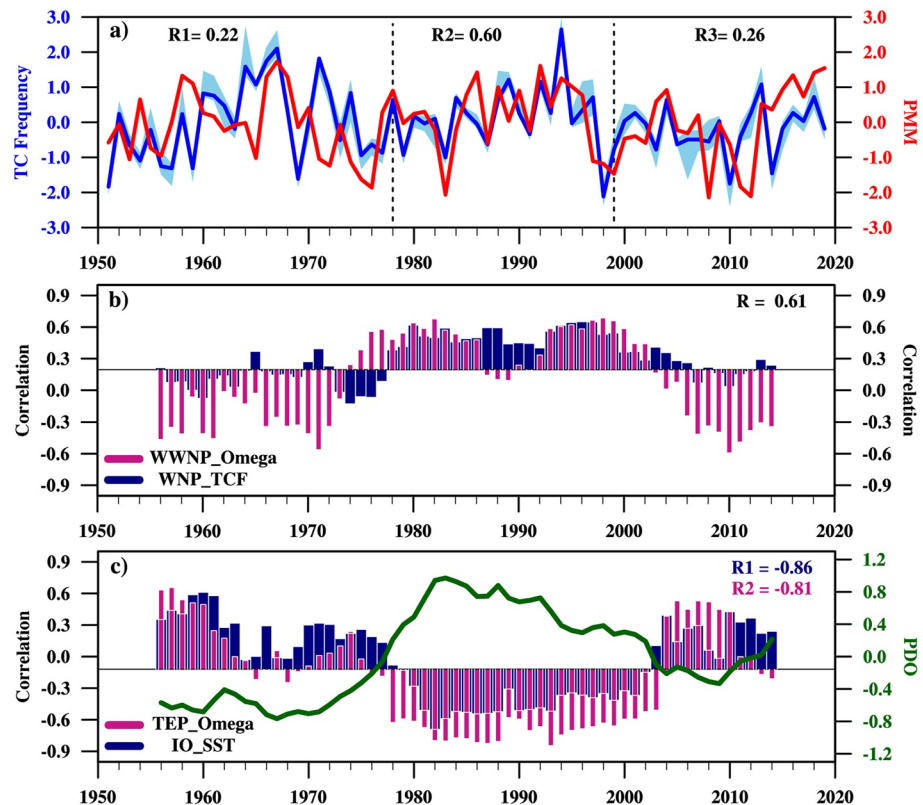 a)
R1= 0.22
R2= 0.60
R3= 0.26
3.0
2.0
1.0
0.0
-1.0
-2.0
-3.0
TC Frequency
3.0
2.0
1.0
0.0
-1.0
-2.0
-3.0
PMM
1950 1960 1970 1980 1990 2000 2010 2020
b)
R = 0.61
0.9
0.6
0.3
0.0
-0.3
-0.6
-0.9
Correlation
0.9
0.6
0.3
0.0
-0.3
-0.6
-0.9
Correlation
WWNP_Omega
WNP_TCF
1950 1960 1970 1980 1990 2000 2010 2020
c)
R1 = -0.86
R2 = -0.81
0.9
0.6
0.3
0.0
-0.3
-0.6
-0.9
Correlation
1.2
0.8
0.4
0.0
-0.4
-0.8
-1.2
PDO
TEP_Omega
IO_SST
1950 1960 1970 1980 1990 2000 2010 2020